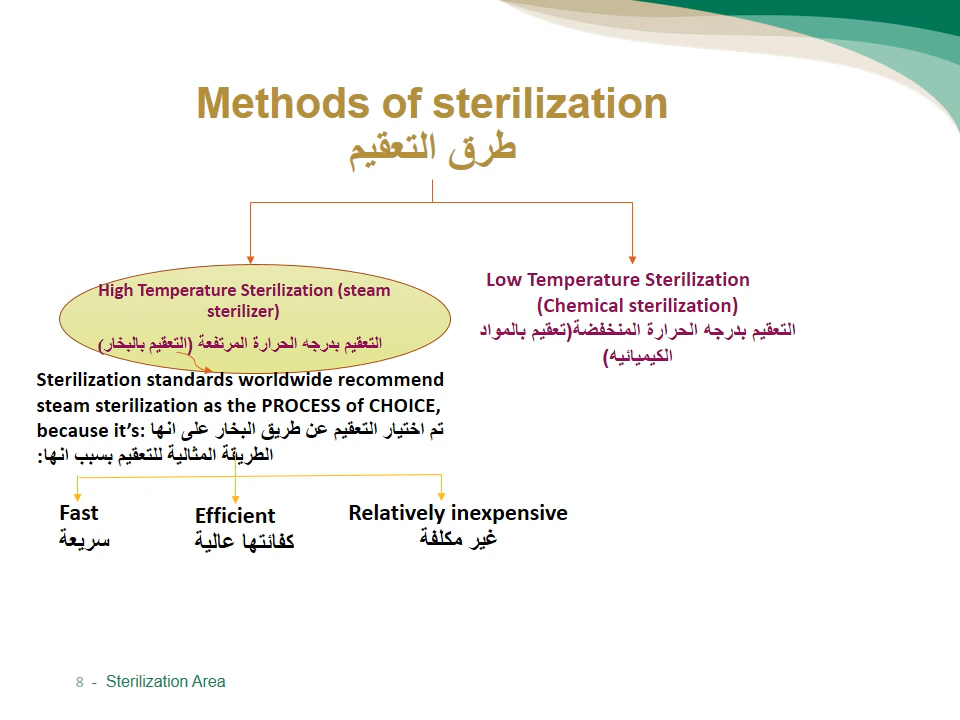 Methods of sterilization
طرق التعقيم
High Temperature Sterilization (steam
sterilizer)
التعقيم بدرجه الحرارة المرتفعة (التعقيم بالبخار)
Low Temperature Sterilization
(Chemical sterilization)
التعقيم بدرجه الحرارة المنخفضة(تعقيم بالمواد
الكيميائيه)
Sterilization standards worldwide recommend
steam sterilization as the PROCESS of CHOICE,
because it’s: تم اختيار التعقيم عن طريق البخار على انها
الطريقة المثالية للتعقيم بسبب انها:
Fast
سريعة
Efficient
كفائتها عالية
Relatively inexpensive
غير مكلفة
8 - Sterilization Area